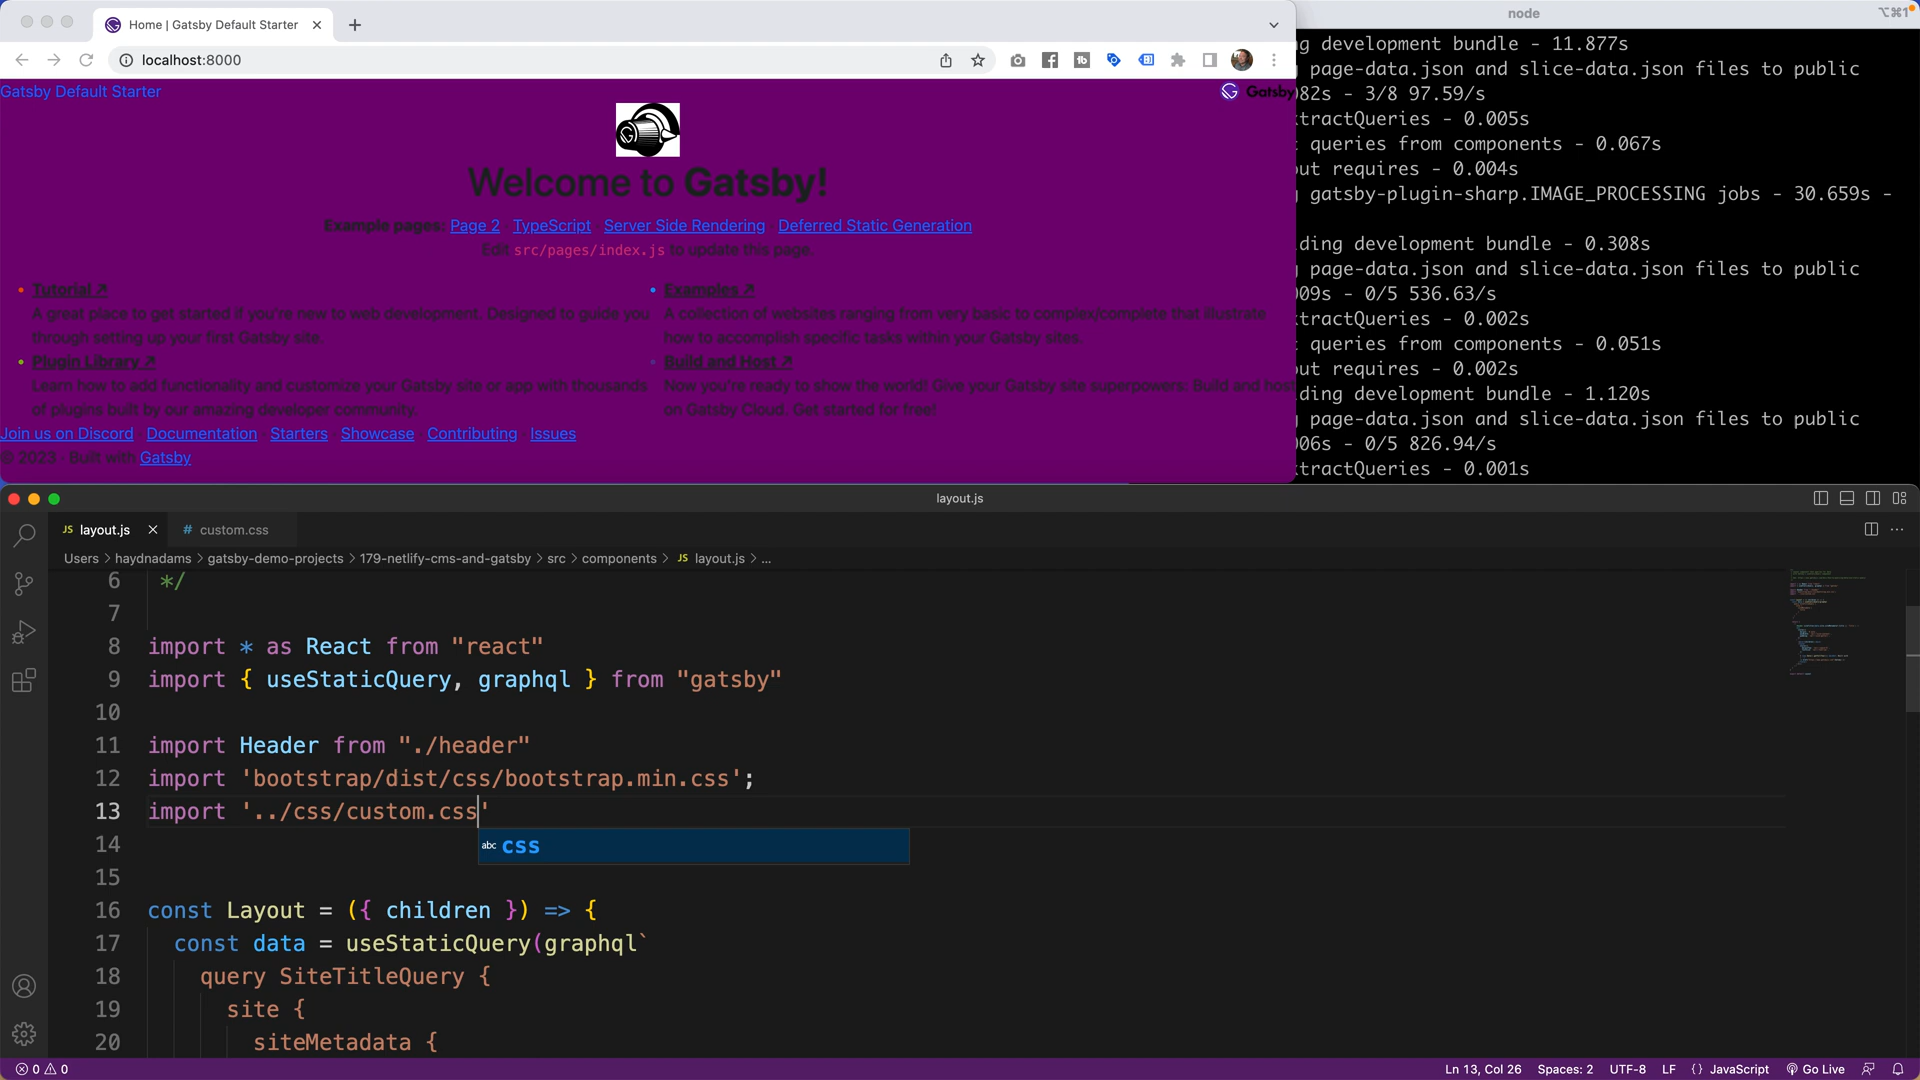 Home | Gatsby Default Starter
localhost:8000
Gatsby Default Starter
Gatsby
Welcome to Gatsby!
Example pages: Page 2 · TypeScript · Server Side Rendering · Deferred Static Generation
Edit src/pages/index.js to update this page.
Tutorial ↗
A great place to get started if you're new to web development. Designed to guide you
through setting up your first Gatsby site.
Plugin Library ↗
Learn how to add functionality and customize your Gatsby site or app with thousands
of plugins built by our amazing developer community.
Examples ↗
A collection of websites ranging from very basic to complex/complete that illustrate
how to accomplish specific tasks within your Gatsby sites.
Build and Host ↗
Now you're ready to show the world! Give your Gatsby site superpowers: Build and host
on Gatsby Cloud. Get started for free!
Join us on Discord · Documentation · Starters · Showcase · Contributing · Issues
© 2023 · Built with Gatsby
node
⌥⌘1
g development bundle - 11.877s
page-data.json and slice-data.json files to public
82s - 3/8 97.59/s
tractQueries - 0.005s
queries from components - 0.067s
ut requires - 0.004s
gatsby-plugin-sharp.IMAGE_PROCESSING jobs - 30.659s -
ding development bundle - 0.308s
page-data.json and slice-data.json files to public
09s - 0/5 536.63/s
tractQueries - 0.002s
queries from components - 0.051s
ut requires - 0.002s
ding development bundle - 1.120s
page-data.json and slice-data.json files to public
06s - 0/5 826.94/s
tractQueries - 0.001s
layout.js
JS layout.js
# custom.css
Users > haydnadams > gatsby-demo-projects > 179-netlify-cms-and-gatsby > src > components > JS layout.js > ...
6 */
7
8 import * as React from "react"
9 import { useStaticQuery, graphql } from "gatsby"
10
11 import Header from "./header"
12 import 'bootstrap/dist/css/bootstrap.min.css';
13 import '../css/custom.css'
abc css
14
15
16 const Layout = ({ children }) => {
17 const data = useStaticQuery(graphql`
18 query SiteTitleQuery {
19 site {
20 siteMetadata {
0 0
Ln 13, Col 26 Spaces: 2 UTF-8 LF {} JavaScript Go Live